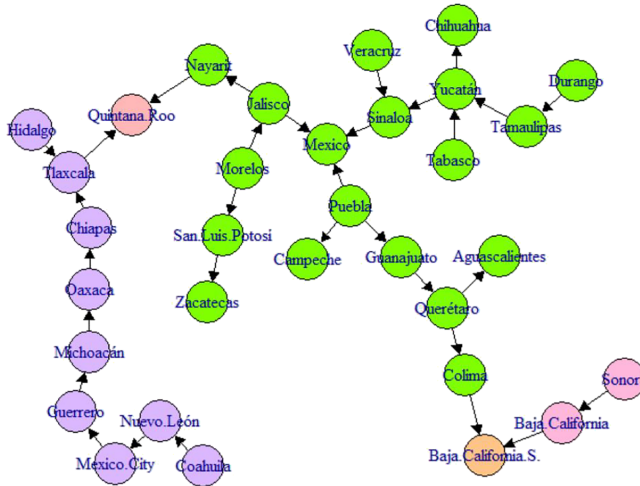 Chihuahua
Veracruz
Nayarit
Yucatán
Durango
Jalisco
Quintana.Roo
Sinaloa
Tamaulipas
Hidalgo
Mexico
Tabasco
Tlaxcala
Morelos
Puebla
Chiapas
San.Luis.Potosí
Campeche
Guanajuato
Aguascalientes
Oaxaca
Zacatecas
Querétaro
Michoacán
Colima
Sonora
Guerrero
Nuevo.León
Baja.California
Mexico.City
Coahuila
Baja.California.S.